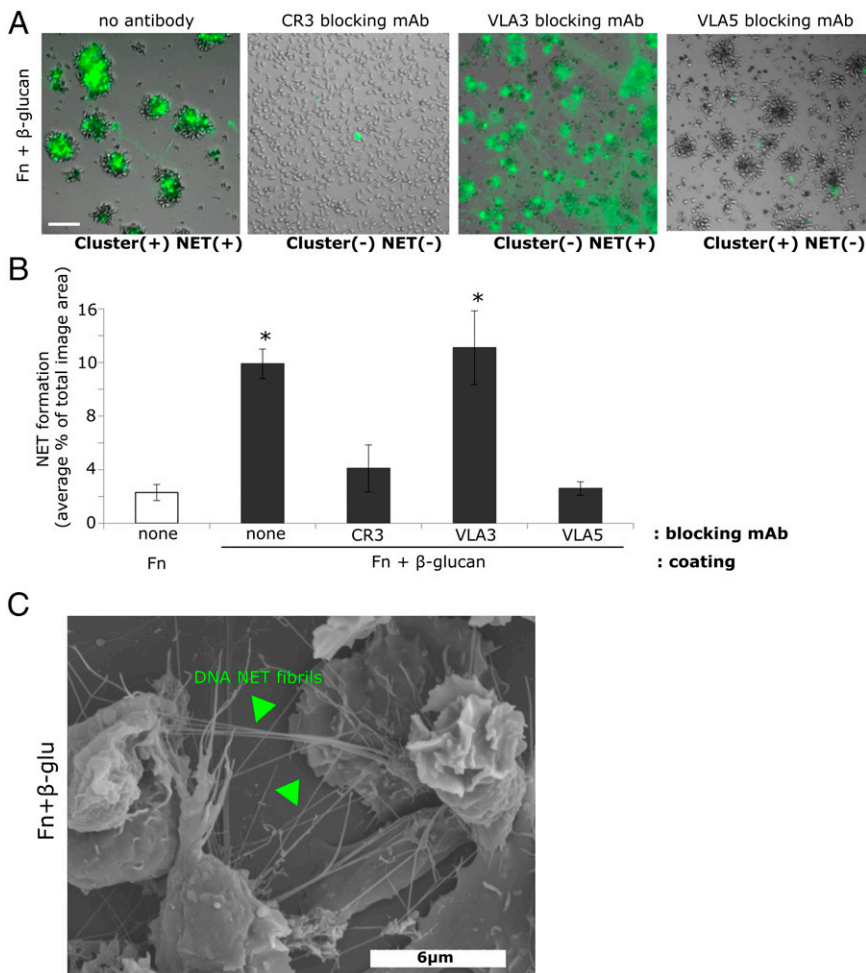 A
no antibody
CR3 blocking mAb
VLA3 blocking mAb
VLA5 blocking mAb
Fn + β-glucan
Cluster(+) NET(+)
Cluster(-) NET(-)
Cluster(-) NET(+)
Cluster(+) NET(-)
B
NET formation
(average % of total image area)
16
10
8
4
0
*
*
none
none
CR3
VLA3
VLA5
: blocking mAb
Fn
Fn + β-glucan
: coating
C
Fn+β-glu
DNA NET fibrils
6μm